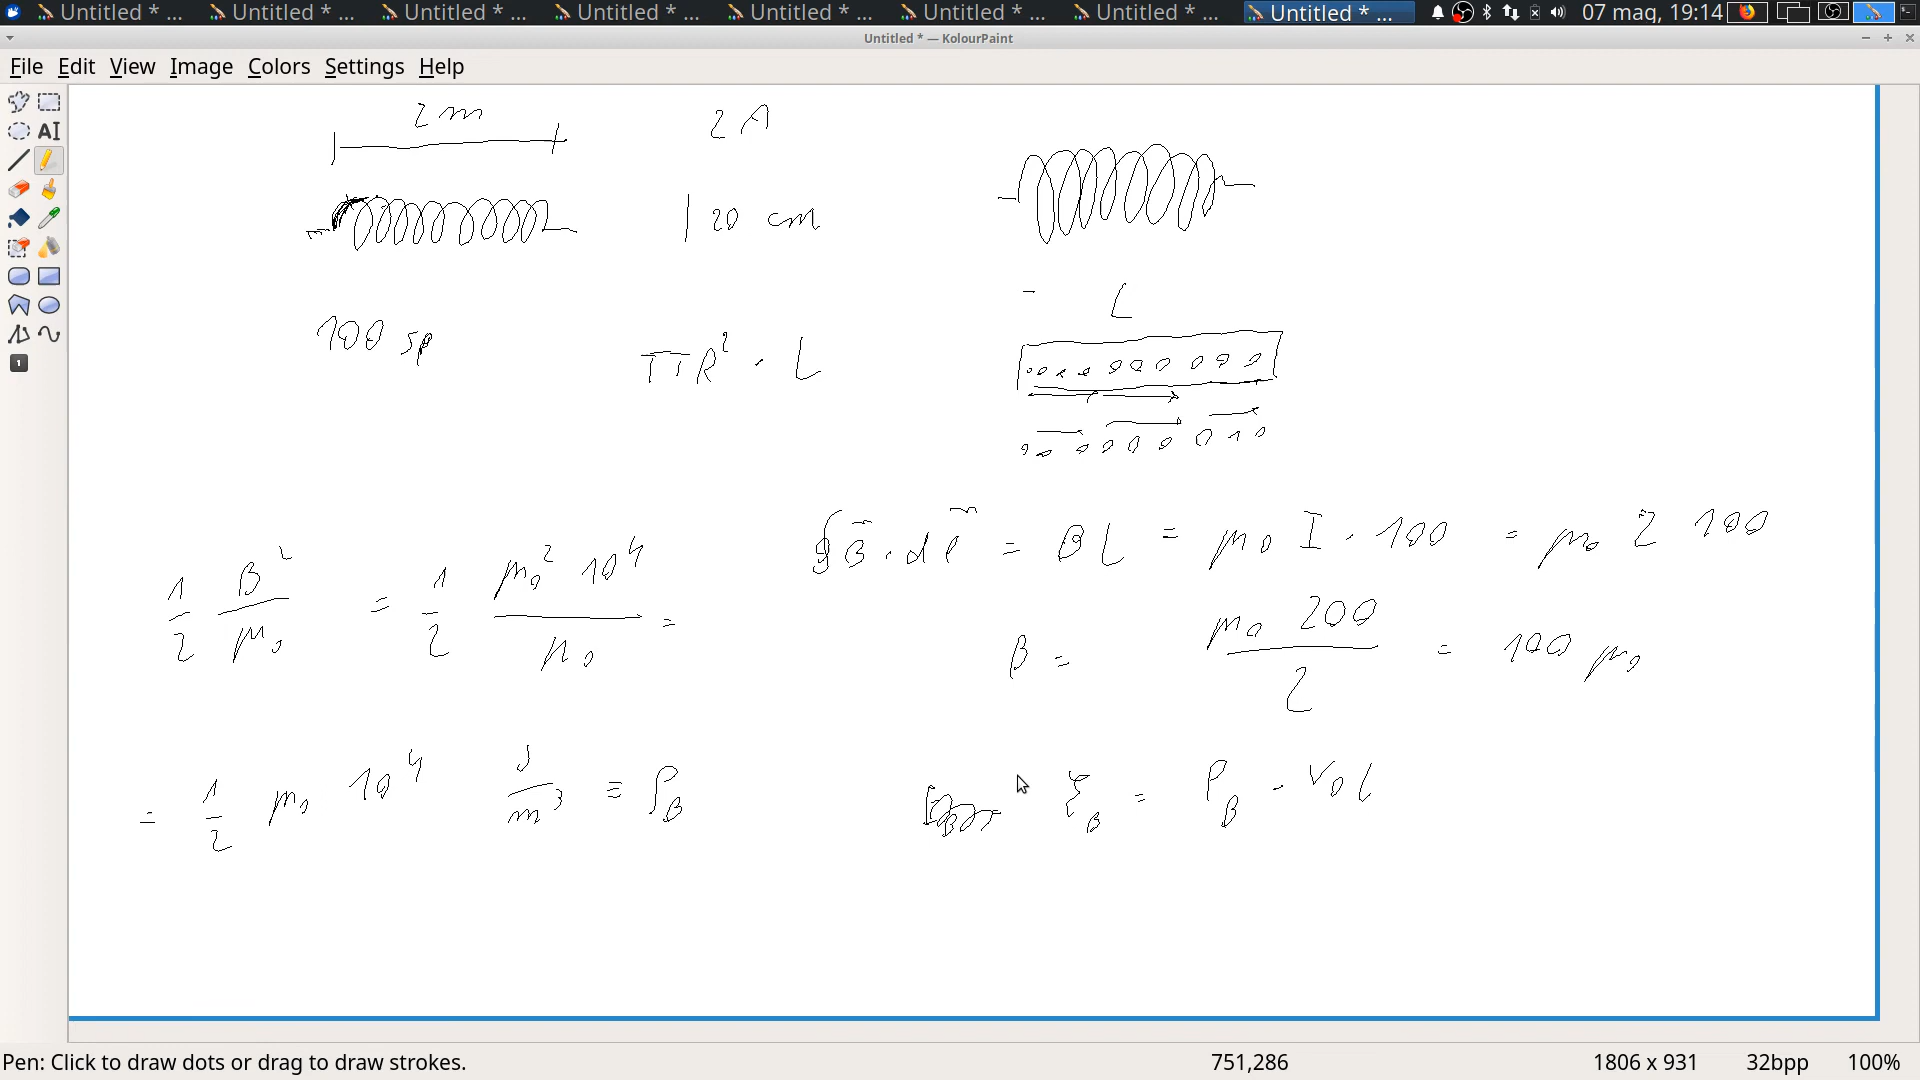 Untitled * ... Untitled * ... Untitled * ... Untitled * ... Untitled * ... Untitled * ... Untitled * ... Untitled * ... 07 mag, 19:14
Untitled * — KolourPaint
File Edit View Image Colors Settings Help
AI
1
2 m
2 A
20 cm
L
100 sp
πR² · L
∮ B · dl = B L = μ₀ I · 100 = μ₀ 2 100
1/2 B²/μ₀ = 1/2 μ₀² 10⁴/μ₀ =
B = μ₀ 200/2 = 100 μ₀
= 1/2 μ₀ 10⁴ J/m³ ≡ ρ_B
ξ_B = ρ_B · VOL
Pen: Click to draw dots or drag to draw strokes.
751,286
1806 x 931
32bpp
100%